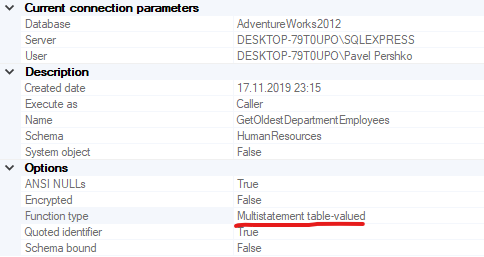 Current connection parameters
Database AdventureWorks2012
Server DESKTOP-79T0UPO\SQLEXPRESS
User DESKTOP-79T0UPO\Pavel Pershko
Description
Created date 17.11.2019 23:15
Execute as Caller
Name GetOldestDepartmentEmployees
Schema HumanResources
System object False
Options
ANSI NULLs True
Encrypted False
Function type Multistatement table-valued
Quoted identifier True
Schema bound False